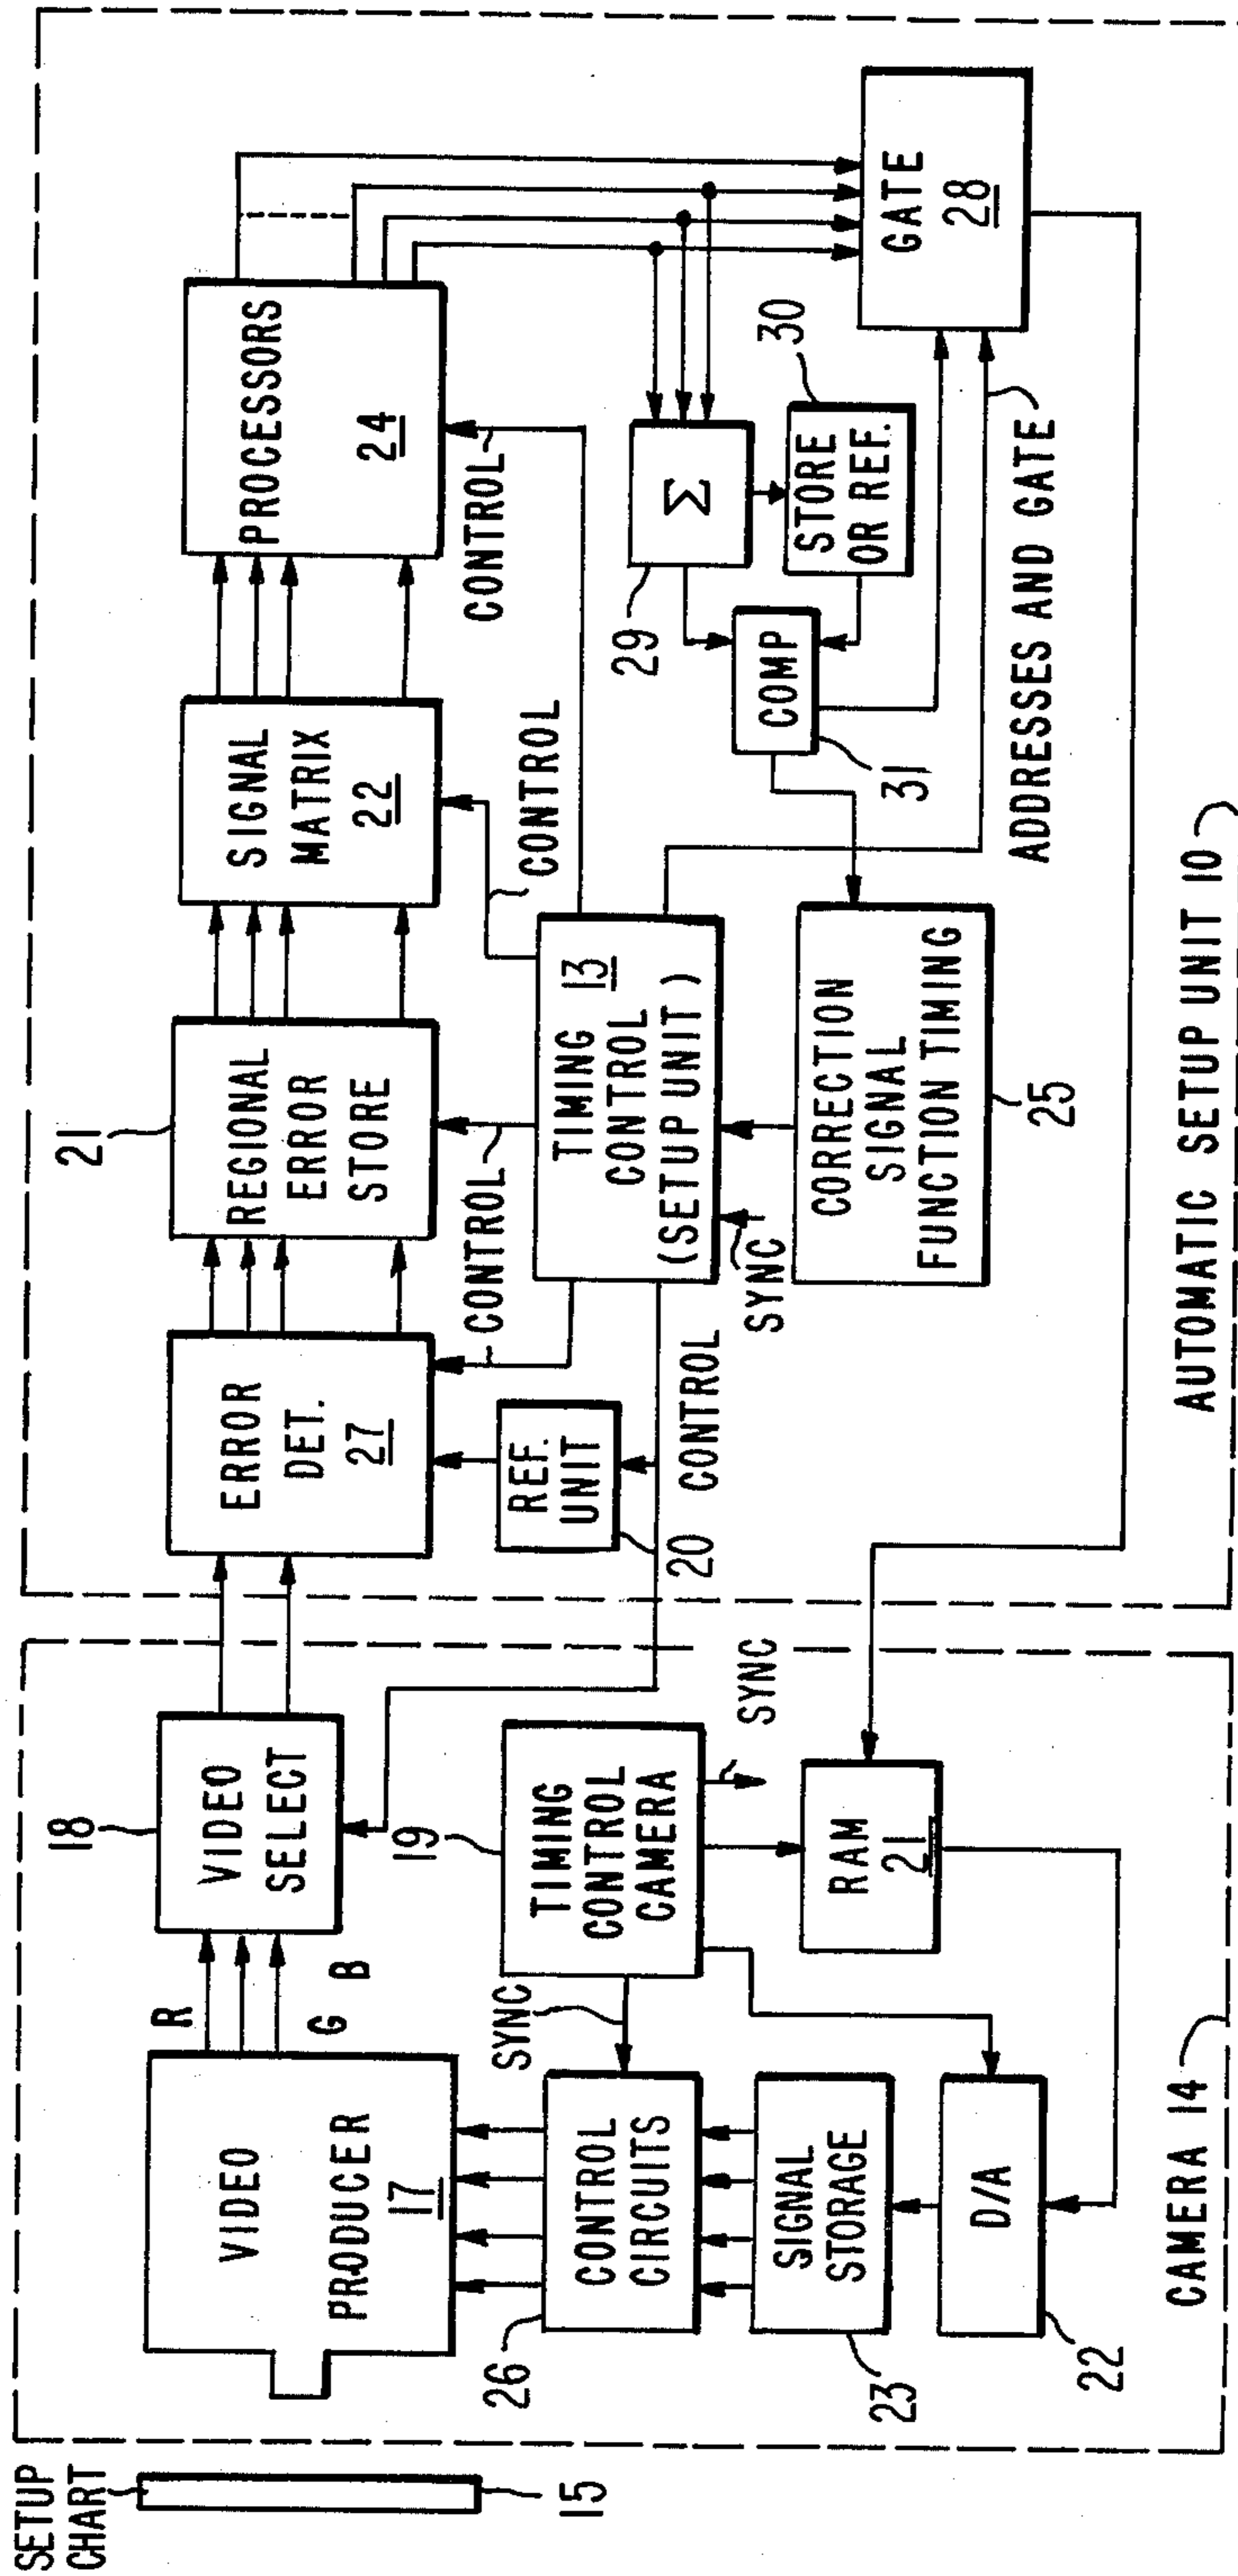 SETUP
CHART
15
VIDEO
PRODUCER
17
R
G
B
18
VIDEO
SELECT
26
CONTROL
CIRCUITS
SYNC
19
TIMING
CONTROL
CAMERA
SYNC
23
SIGNAL
STORAGE
RAM
21
D/A
22
CAMERA 14
ERROR
DET.
27
21
REGIONAL
ERROR
STORE
SIGNAL
MATRIX
22
PROCESSORS
24
REF.
UNIT
20
CONTROL
CONTROL
CONTROL
CONTROL
TIMING 13
CONTROL
(SETUP UNIT)
SYNC
CORRECTION
SIGNAL
FUNCTION TIMING
25
29
Σ
30
STORE
OR REF.
COMP
31
GATE
28
ADDRESSES AND GATE
AUTOMATIC SETUP UNIT 10